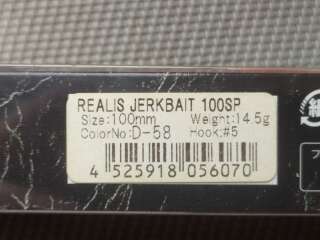 REALIS JERKBAIT 100SP
Size:100mm Weight:14.5g
ColorNo:D-58 Hook:#5
4 525918 056070